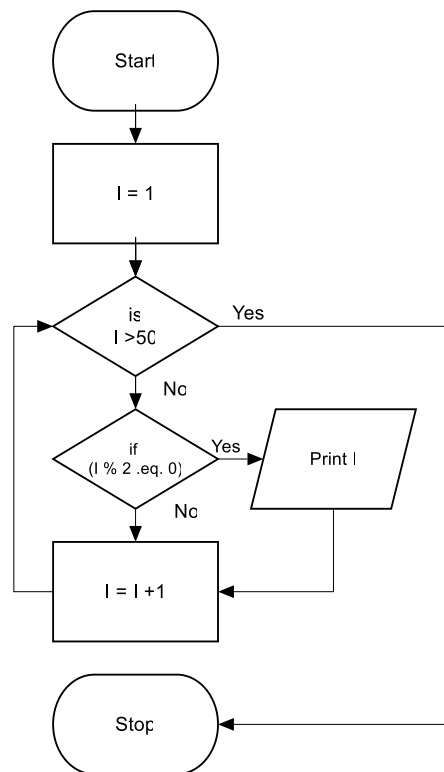 Start
I = 1
is
I >50
Yes
No
if
(I % 2 .eq. 0)
Yes
Print I
No
I = I +1
Stop